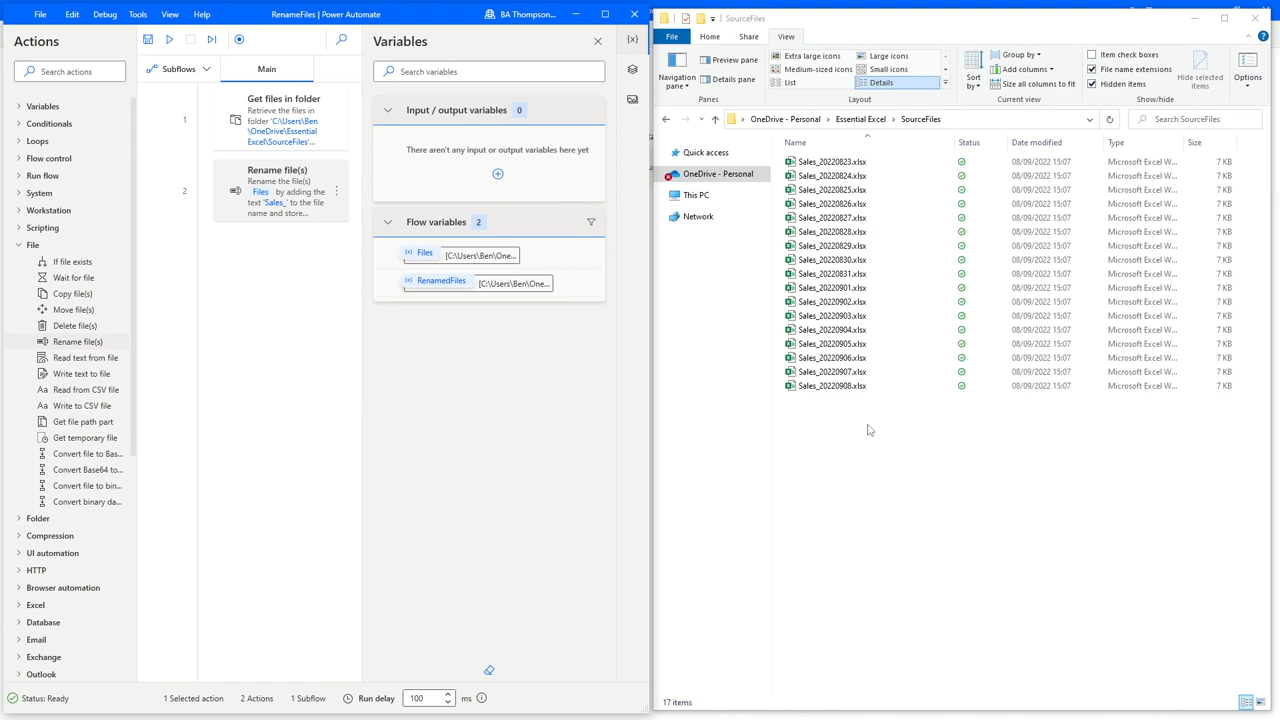 File Edit Debug Tools View Help RenameFiles | Power Automate BA Thompson...
Actions
Search actions
Variables
Conditionals
Loops
Flow control
Run flow
System
Workstation
Scripting
File
If file exists
Wait for file
Copy file(s)
Move file(s)
Delete file(s)
Rename file(s)
Read text from file
Write text to file
Read from CSV file
Write to CSV file
Get file path part
Get temporary file
Convert file to Bas...
Convert Base64 to...
Convert file to bin...
Convert binary da...
Folder
Compression
UI automation
HTTP
Browser automation
Excel
Database
Email
Exchange
Outlook
Subflows Main
1
Get files in folder
Retrieve the files in
folder 'C:\Users\Ben
\OneDrive\Essential
Excel\SourceFiles'...
2
Rename file(s)
Rename the file(s)
Files by adding the
text 'Sales_' to the file
name and store...
Variables
Search variables
Input / output variables 0
There aren't any input or output variables here yet
Flow variables 2
(x) Files [C:\Users\Ben\One...
(x) RenamedFiles [C:\Users\Ben\One...
{x}
Status: Ready 1 Selected action 2 Actions 1 Subflow Run delay 100 ms
SourceFiles
File Home Share View
Navigation
pane
Preview pane
Details pane
Panes
Extra large icons Large icons
Medium-sized icons Small icons
List Details
Layout
Sort
by
Group by
Add columns
Size all columns to fit
Current view
Item check boxes
File name extensions
Hidden items
Hide selected
items
Show/hide
Options
OneDrive - Personal Essential Excel SourceFiles
Search SourceFiles
Quick access
OneDrive - Personal
This PC
Network
Name Status Date modified Type Size
Sales_20220823.xlsx 08/09/2022 15:07 Microsoft Excel W... 7 KB
Sales_20220824.xlsx 08/09/2022 15:07 Microsoft Excel W... 7 KB
Sales_20220825.xlsx 08/09/2022 15:07 Microsoft Excel W... 7 KB
Sales_20220826.xlsx 08/09/2022 15:07 Microsoft Excel W... 7 KB
Sales_20220827.xlsx 08/09/2022 15:07 Microsoft Excel W... 7 KB
Sales_20220828.xlsx 08/09/2022 15:07 Microsoft Excel W... 7 KB
Sales_20220829.xlsx 08/09/2022 15:07 Microsoft Excel W... 7 KB
Sales_20220830.xlsx 08/09/2022 15:07 Microsoft Excel W... 7 KB
Sales_20220831.xlsx 08/09/2022 15:07 Microsoft Excel W... 7 KB
Sales_20220901.xlsx 08/09/2022 15:07 Microsoft Excel W... 7 KB
Sales_20220902.xlsx 08/09/2022 15:07 Microsoft Excel W... 7 KB
Sales_20220903.xlsx 08/09/2022 15:07 Microsoft Excel W... 7 KB
Sales_20220904.xlsx 08/09/2022 15:07 Microsoft Excel W... 7 KB
Sales_20220905.xlsx 08/09/2022 15:07 Microsoft Excel W... 7 KB
Sales_20220906.xlsx 08/09/2022 15:07 Microsoft Excel W... 7 KB
Sales_20220907.xlsx 08/09/2022 15:07 Microsoft Excel W... 7 KB
Sales_20220908.xlsx 08/09/2022 15:07 Microsoft Excel W... 7 KB
17 items